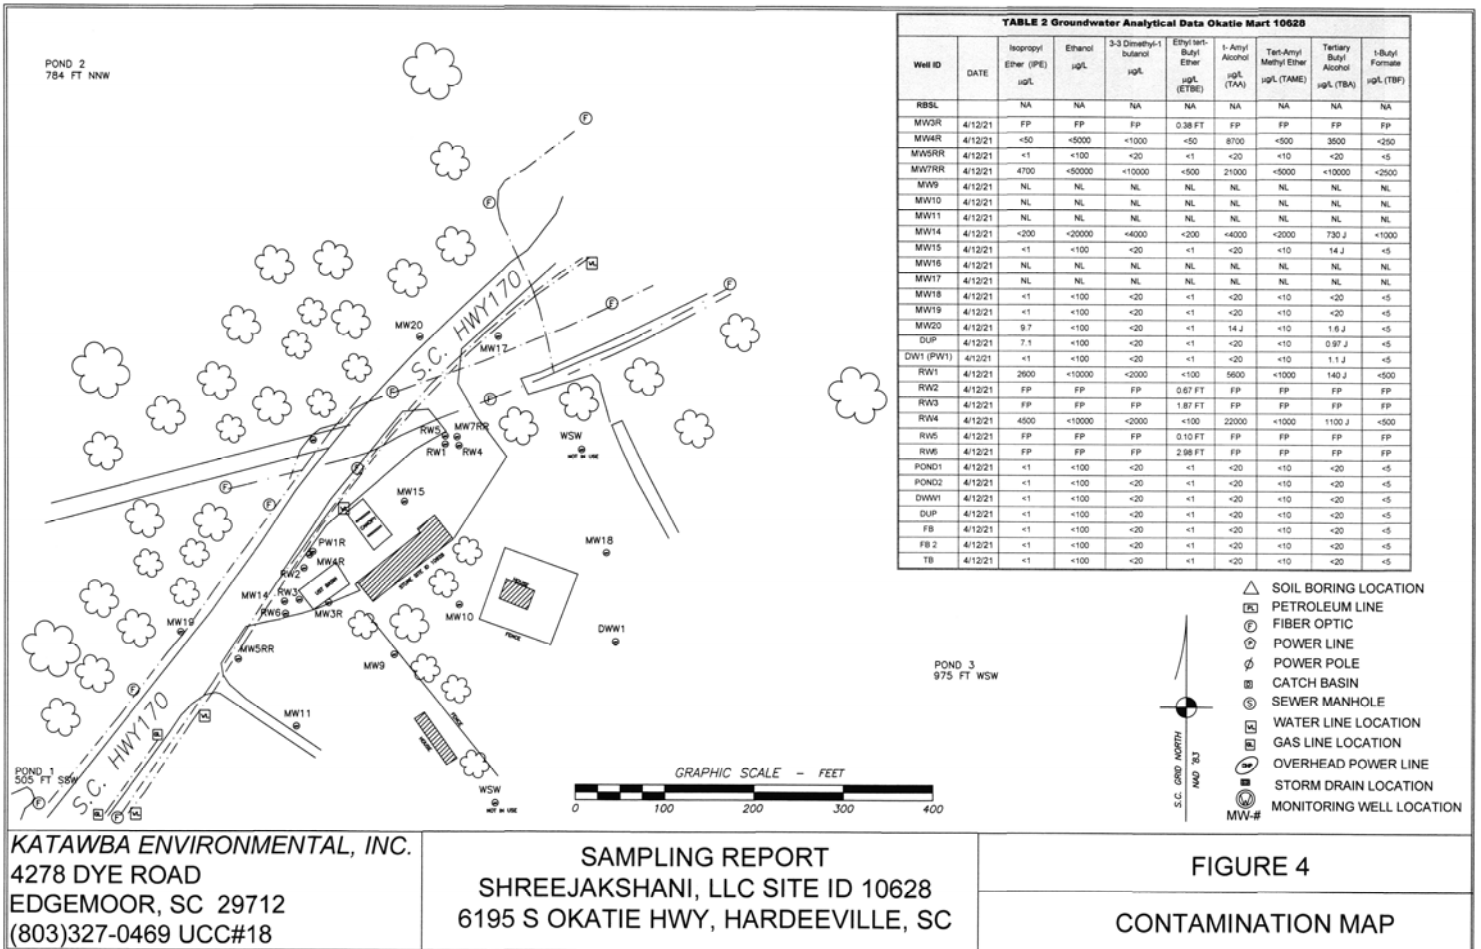 POND 2
784 FT NNW
TABLE 2 Groundwater Analytical Data Okatie Mart 10628
Well ID DATE Isopropyl Ether (IPE) µg/L Ethanol µg/L 3-3 Dimethyl-1 butanol µg/L Ethyl tert-Butyl Ether µg/L (ETBE) t- Amyl Alcohol µg/L (TAA) Tert-Amyl Methyl Ether µg/L (TAME) Tertiary Butyl Alcohol µg/L (TBA) t-Butyl Formate µg/L (TBF)
RBSL NA NA NA NA NA NA NA NA
MW3R 4/12/21 FP FP FP 0.38 FT FP FP FP FP
MW4R 4/12/21 <50 <5000 <1000 <50 8700 <500 3500 <250
MW5RR 4/12/21 <1 <100 <20 <1 <20 <10 <20 <5
MW7RR 4/12/21 4700 <50000 <10000 <500 21000 <5000 <10000 <2500
MW9 4/12/21 NL NL NL NL NL NL NL NL
MW10 4/12/21 NL NL NL NL NL NL NL NL
MW11 4/12/21 NL NL NL NL NL NL NL NL
MW14 4/12/21 <200 <20000 <4000 <200 <4000 <2000 730 J <1000
MW15 4/12/21 <1 <100 <20 <1 <20 <10 14 J <5
MW16 4/12/21 NL NL NL NL NL NL NL NL
MW17 4/12/21 NL NL NL NL NL NL NL NL
MW18 4/12/21 <1 <100 <20 <1 <20 <10 <20 <5
MW19 4/12/21 <1 <100 <20 <1 <20 <10 <20 <5
MW20 4/12/21 9.7 <100 <20 <1 14 J <10 1.6 J <5
DUP 4/12/21 7.1 <100 <20 <1 <20 <10 0.97 J <5
DW1 (PW1) 4/12/21 <1 <100 <20 <1 <20 <10 1.1 J <5
RW1 4/12/21 2600 <10000 <2000 <100 5600 <1000 140 J <500
RW2 4/12/21 FP FP FP 0.67 FT FP FP FP FP
RW3 4/12/21 FP FP FP 1.87 FT FP FP FP FP
RW4 4/12/21 4500 <10000 <2000 <100 22000 <1000 1100 J <500
RW5 4/12/21 FP FP FP 0.10 FT FP FP FP FP
RW6 4/12/21 FP FP FP 2.98 FT FP FP FP FP
POND1 4/12/21 <1 <100 <20 <1 <20 <10 <20 <5
POND2 4/12/21 <1 <100 <20 <1 <20 <10 <20 <5
DWW1 4/12/21 <1 <100 <20 <1 <20 <10 <20 <5
DUP 4/12/21 <1 <100 <20 <1 <20 <10 <20 <5
FB 4/12/21 <1 <100 <20 <1 <20 <10 <20 <5
FB 2 4/12/21 <1 <100 <20 <1 <20 <10 <20 <5
TB 4/12/21 <1 <100 <20 <1 <20 <10 <20 <5
F
F
WL
F
F
S.C. HWY170
MW20
MW17
F
F
RW5 MW7RR
RW1 RW4
WSW
NOT IN USE
F
F
F
MW15
WL
CANOPY
PW1R
MW4R
RW2
UST BASIN
STORE SITE ID 10628
MW18
HOUSE
FENCE
MW14 RW3
RW6 MW3R
MW10
DWW1
MW19
MW5RR
MW9
POND 3
975 FT WSW
F
MW11
WL
GL
FENCE
HOUSE
POND 1
505 FT SSW
S.C. HWY170
F
GL F WL
WSW
NOT IN USE
GRAPHIC SCALE - FEET
0 100 200 300 400
S.C. GRID NORTH
NAD '83
SOIL BORING LOCATION
PL PETROLEUM LINE
F FIBER OPTIC
P POWER LINE
POWER POLE
CATCH BASIN
S SEWER MANHOLE
WL WATER LINE LOCATION
GL GAS LINE LOCATION
OHP OVERHEAD POWER LINE
STORM DRAIN LOCATION
MW-# MONITORING WELL LOCATION
KATAWBA ENVIRONMENTAL, INC.
4278 DYE ROAD
EDGEMOOR, SC 29712
(803)327-0469 UCC#18
SAMPLING REPORT
SHREEJAKSHANI, LLC SITE ID 10628
6195 S OKATIE HWY, HARDEEVILLE, SC
FIGURE 4
CONTAMINATION MAP